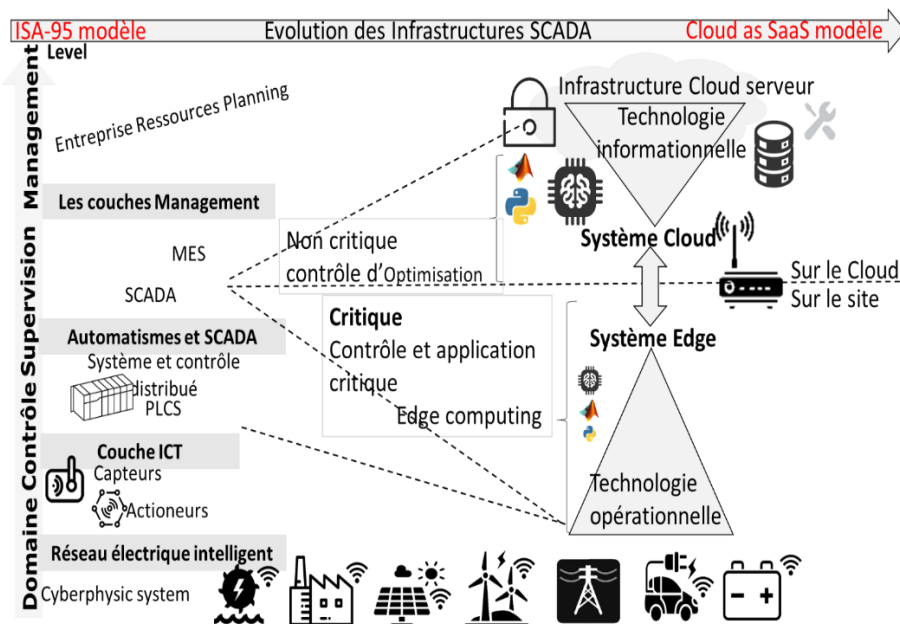 ISA-95 modèle
Evolution des Infrastructures SCADA
Cloud as SaaS modèle
Level
Domaine Contrôle Supervision Management
Entreprise Ressources Planning
Les couches Management
MES
SCADA
Automatismes et SCADA
Système et contrôle
distribué
PLCS
Couche ICT
Capteurs
Actioneurs
Réseau électrique intelligent
Cyberphysic system
Non critique
contrôle d'Optimisation
Critique
Contrôle et application
critique
Edge computing
Infrastructure Cloud serveur
Technologie
informationnelle
Système Cloud
Sur le Cloud
Sur le site
Système Edge
Technologie
opérationnelle